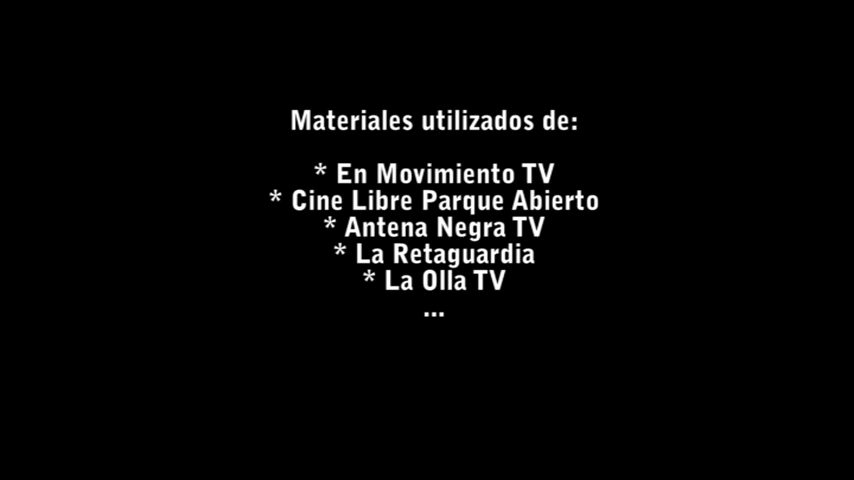 Materiales utilizados de:
* En Movimiento TV
* Cine Libre Parque Abierto
* Antena Negra TV
* La Retaguardia
* La Olla TV
...